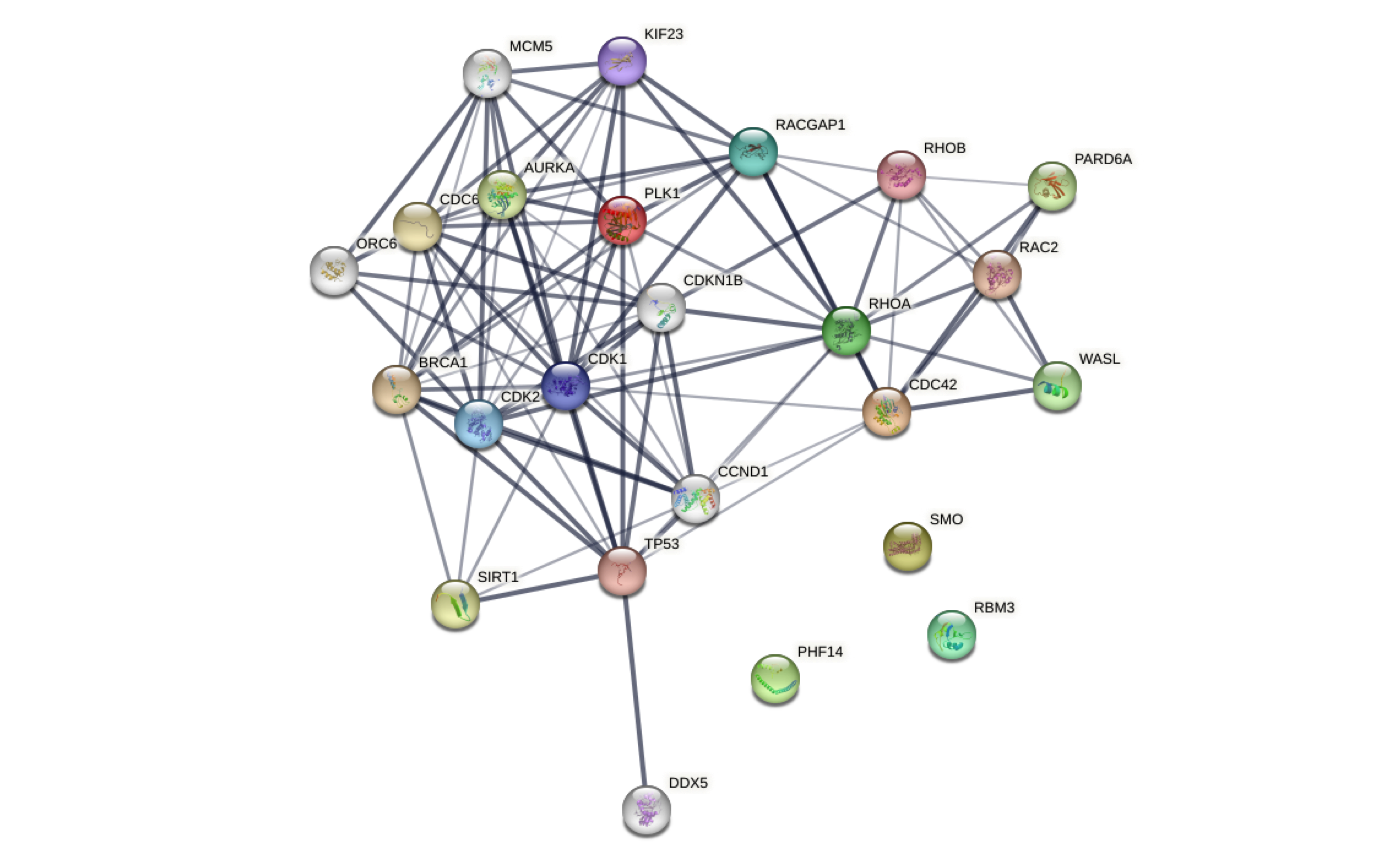 KIF23
MCM5
RACGAP1
RHOB
PARD6A
AURKA
PLK1
CDC6
ORC6
RAC2
CDKN1B
RHOA
BRCA1
CDK1
WASL
CDC42
CDK2
CCND1
SMO
TP53
SIRT1
RBM3
PHF14
DDX5